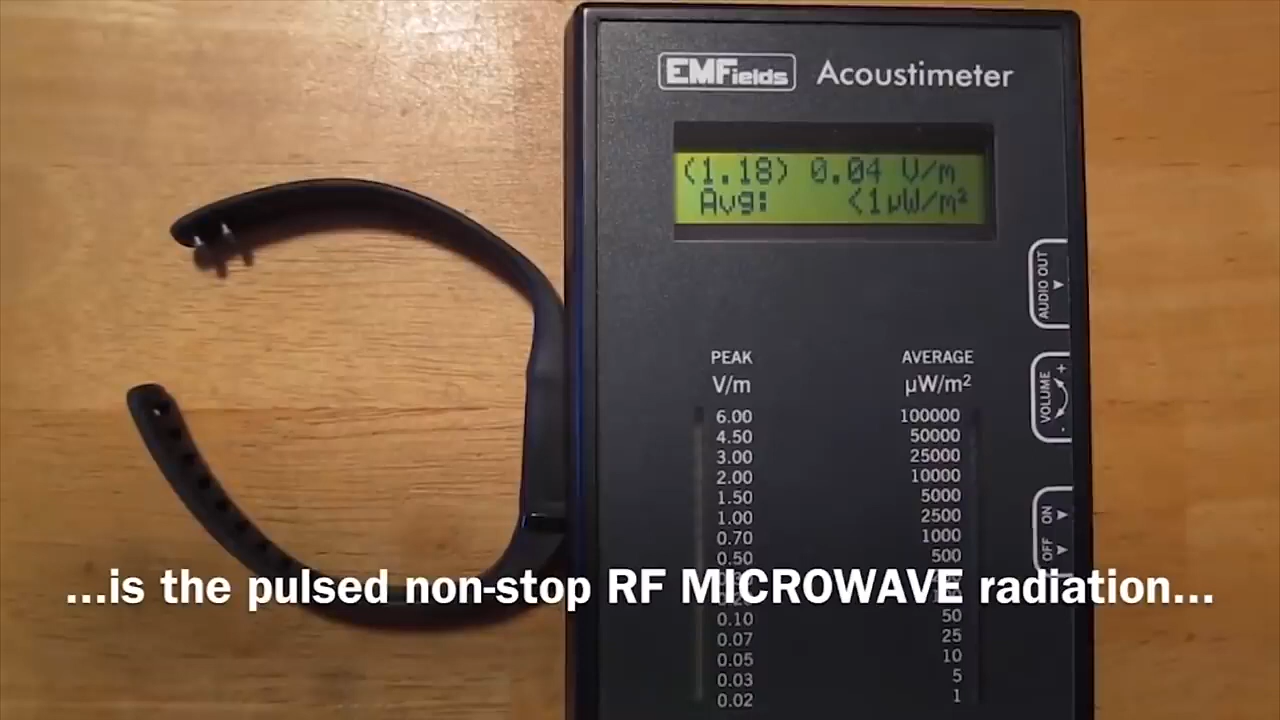 EMFields Acoustimeter
(1.18) 0.04 V/m
Avg: <1µW/m²
AUDIO OUT
PEAK AVERAGE
V/m µW/m²
VOLUME
+
-
6.00 100000
4.50 50000
3.00 25000
2.00 10000
1.50 5000
1.00 2500
0.70 1000
0.50 500
OFF ON
...is the pulsed non-stop RF MICROWAVE radiation...
0.10 50
0.07 25
0.05 10
0.03 5
0.02 1